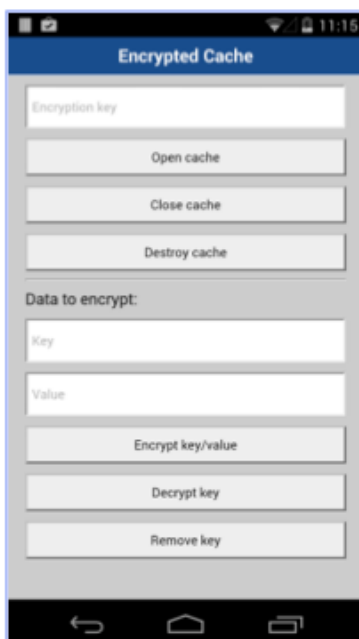 11:15
Encrypted Cache
Encryption key
Open cache
Close cache
Destroy cache
Data to encrypt:
Key
Value
Encrypt key/value
Decrypt key
Remove key